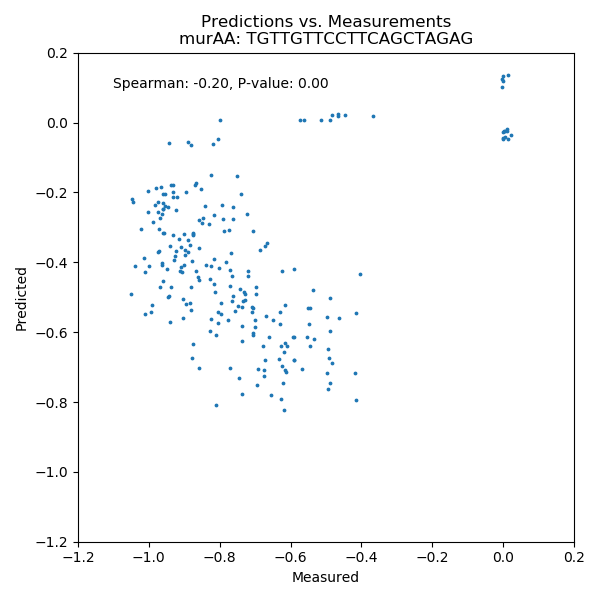 Predictions vs. Measurements
murAA: TGTTGTTCCTTCAGCTAGAG
Spearman: -0.20, P-value: 0.00
0.2
0.0
−0.2
−0.4
−0.6
−0.8
−1.0
−1.2
Predicted
−1.2 −1.0 −0.8 −0.6 −0.4 −0.2 0.0 0.2
Measured